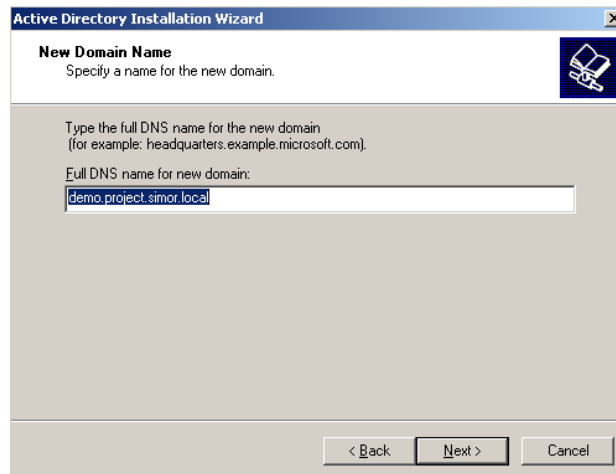 Active Directory Installation Wizard
New Domain Name
Specify a name for the new domain.
Type the full DNS name for the new domain
(for example: headquarters.example.microsoft.com).
Full DNS name for new domain:
demo.project.simor.local
< Back Next > Cancel